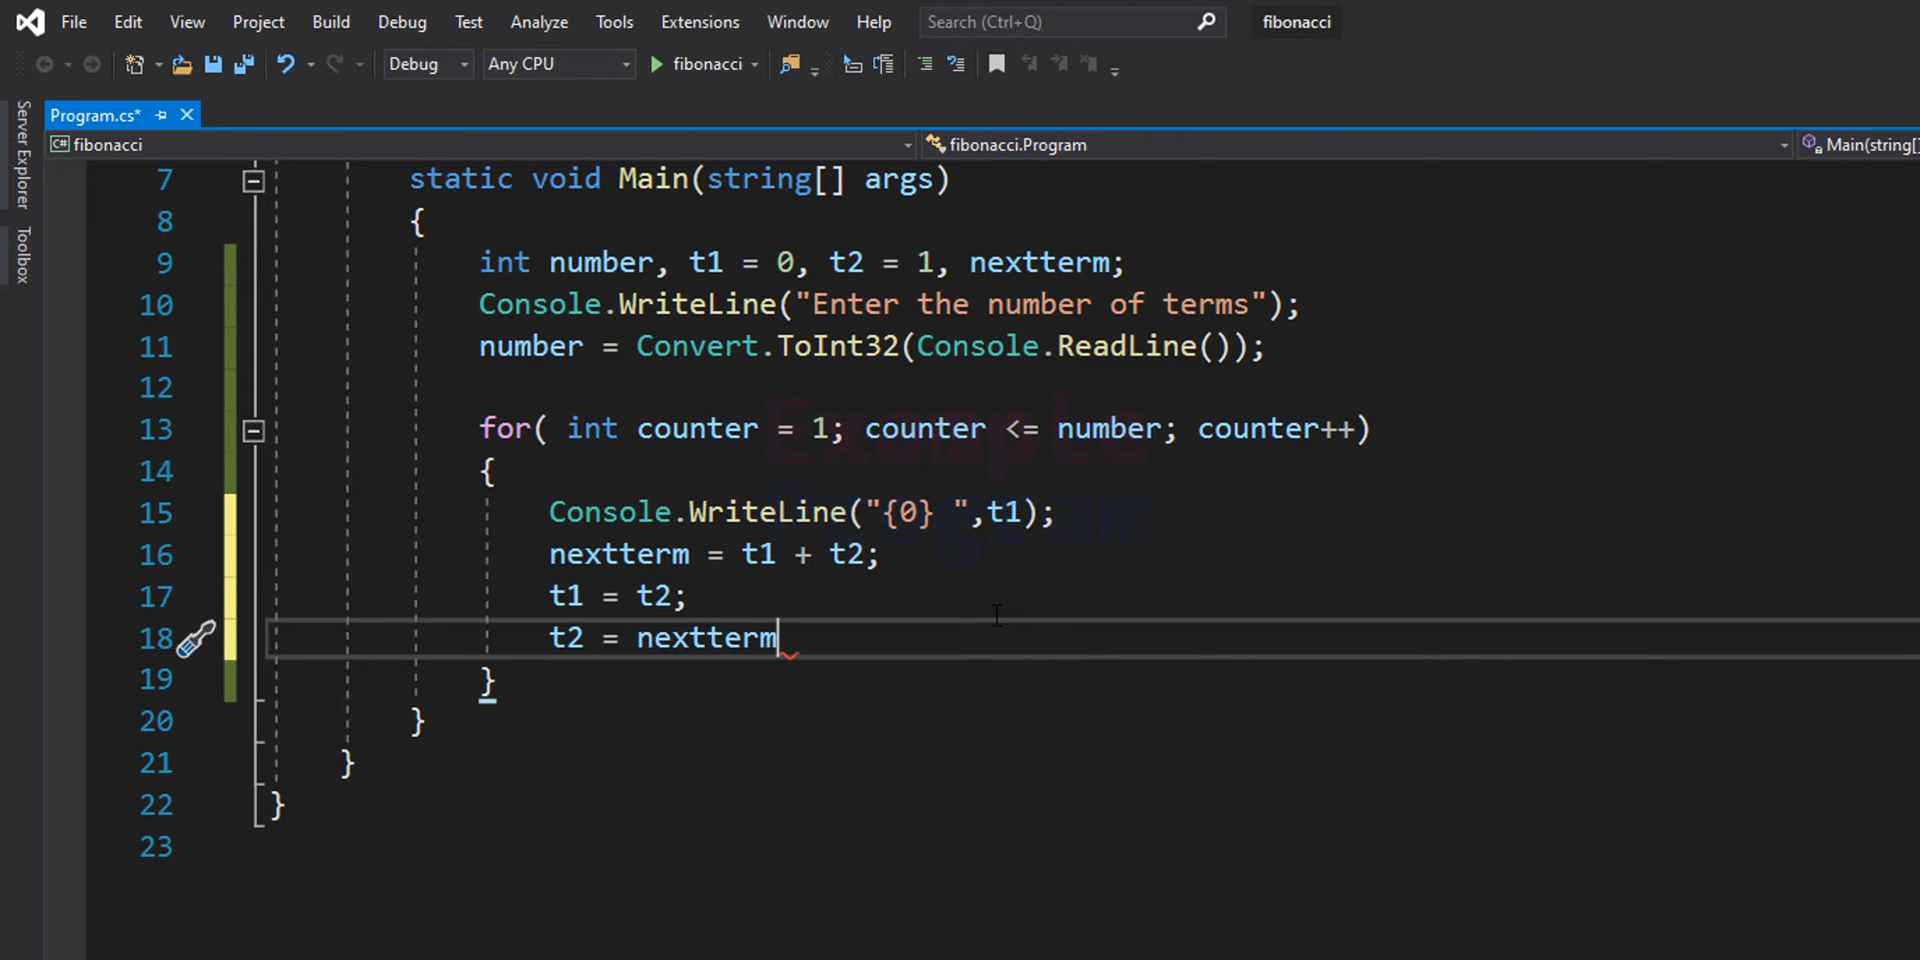 File Edit View Project Build Debug Test Analyze Tools Extensions Window Help Search (Ctrl+Q) fibonacci
Debug Any CPU fibonacci
Server Explorer
Toolbox
Program.cs*
C# fibonacci fibonacci.Program Main(string[]
7 static void Main(string[] args)
8 {
9 int number, t1 = 0, t2 = 1, nextterm;
10 Console.WriteLine("Enter the number of terms");
11 number = Convert.ToInt32(Console.ReadLine());
12
13 for( int counter = 1; counter <= number; counter++)
14 {
15 Console.WriteLine("{0} ",t1);
16 nextterm = t1 + t2;
17 t1 = t2;
18 t2 = nextterm
19 }
20 }
21 }
22 }
23
Example
Program